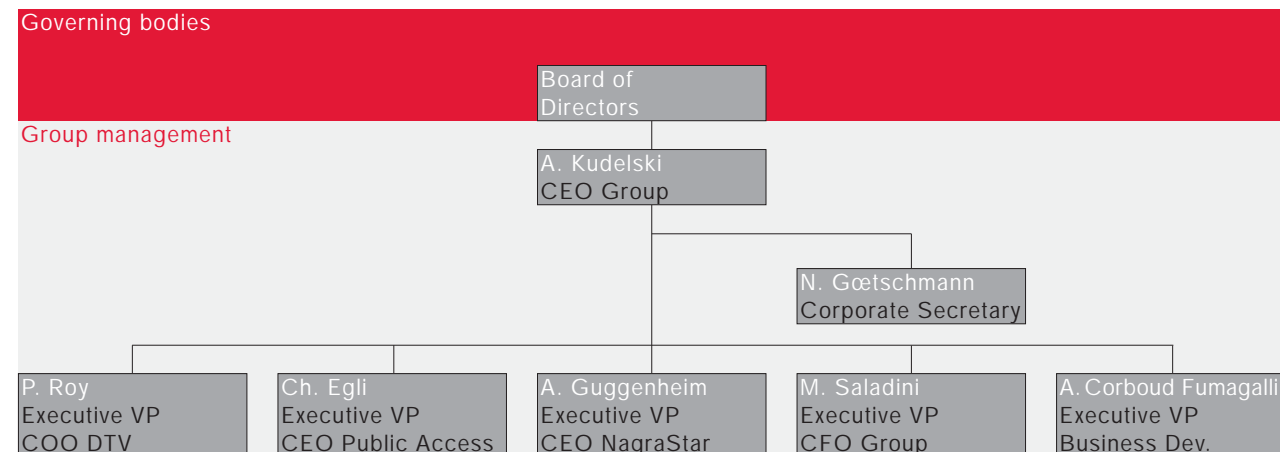 Governing bodies
Board of
Directors
Group management
A. Kudelski
CEO Group
N. Gœtschmann
Corporate Secretary
P. Roy
Executive VP
COO DTV
Ch. Egli
Executive VP
CEO Public Access
A. Guggenheim
Executive VP
CEO NagraStar
M. Saladini
Executive VP
CFO Group
A. Corboud Fumagalli
Executive VP
Business Dev.